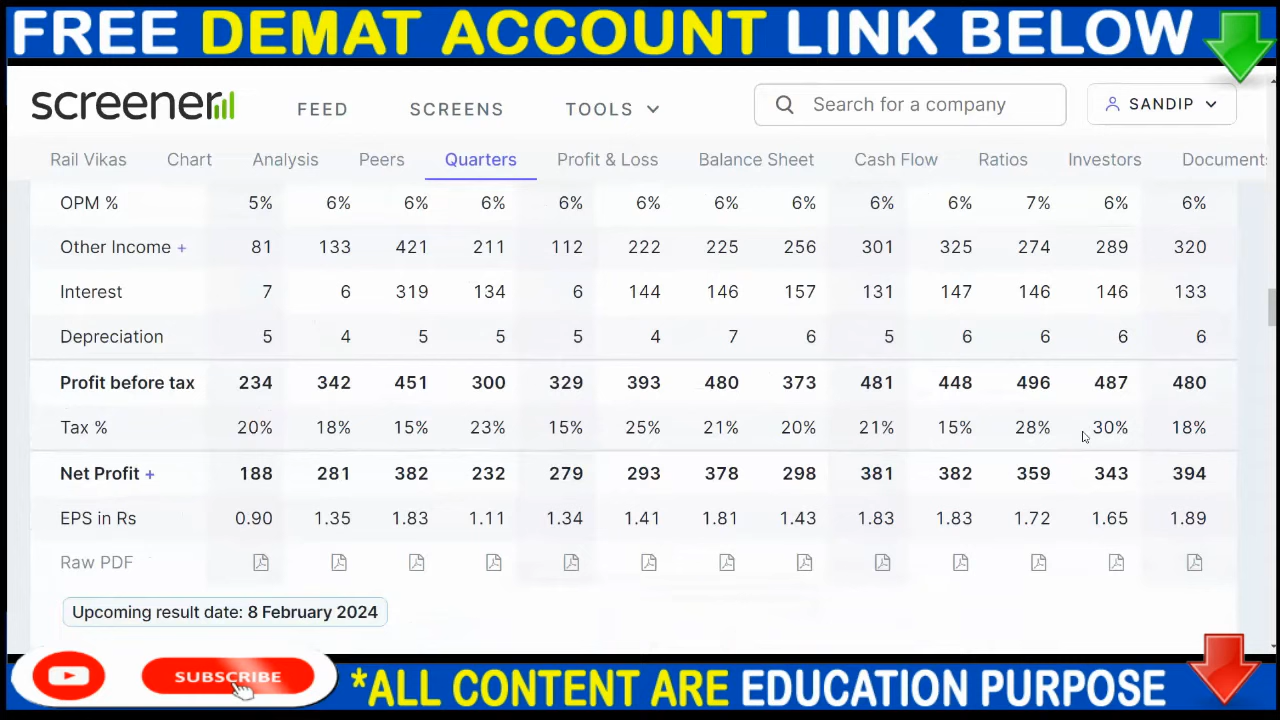 FREE DEMAT ACCOUNT LINK BELOW
screener FEED SCREENS TOOLS Search for a company SANDIP
Rail Vikas Chart Analysis Peers Quarters Profit & Loss Balance Sheet Cash Flow Ratios Investors Document
OPM % 5% 6% 6% 6% 6% 6% 6% 6% 6% 6% 7% 6% 6%
Other Income + 81 133 421 211 112 222 225 256 301 325 274 289 320
Interest 7 6 319 134 6 144 146 157 131 147 146 146 133
Depreciation 5 4 5 5 5 4 7 6 5 6 6 6 6
Profit before tax 234 342 451 300 329 393 480 373 481 448 496 487 480
Tax % 20% 18% 15% 23% 15% 25% 21% 20% 21% 15% 28% 30% 18%
Net Profit + 188 281 382 232 279 293 378 298 381 382 359 343 394
EPS in Rs 0.90 1.35 1.83 1.11 1.34 1.41 1.81 1.43 1.83 1.83 1.72 1.65 1.89
Raw PDF
Upcoming result date: 8 February 2024
SUBSCRIBE
*ALL CONTENT ARE EDUCATION PURPOSE